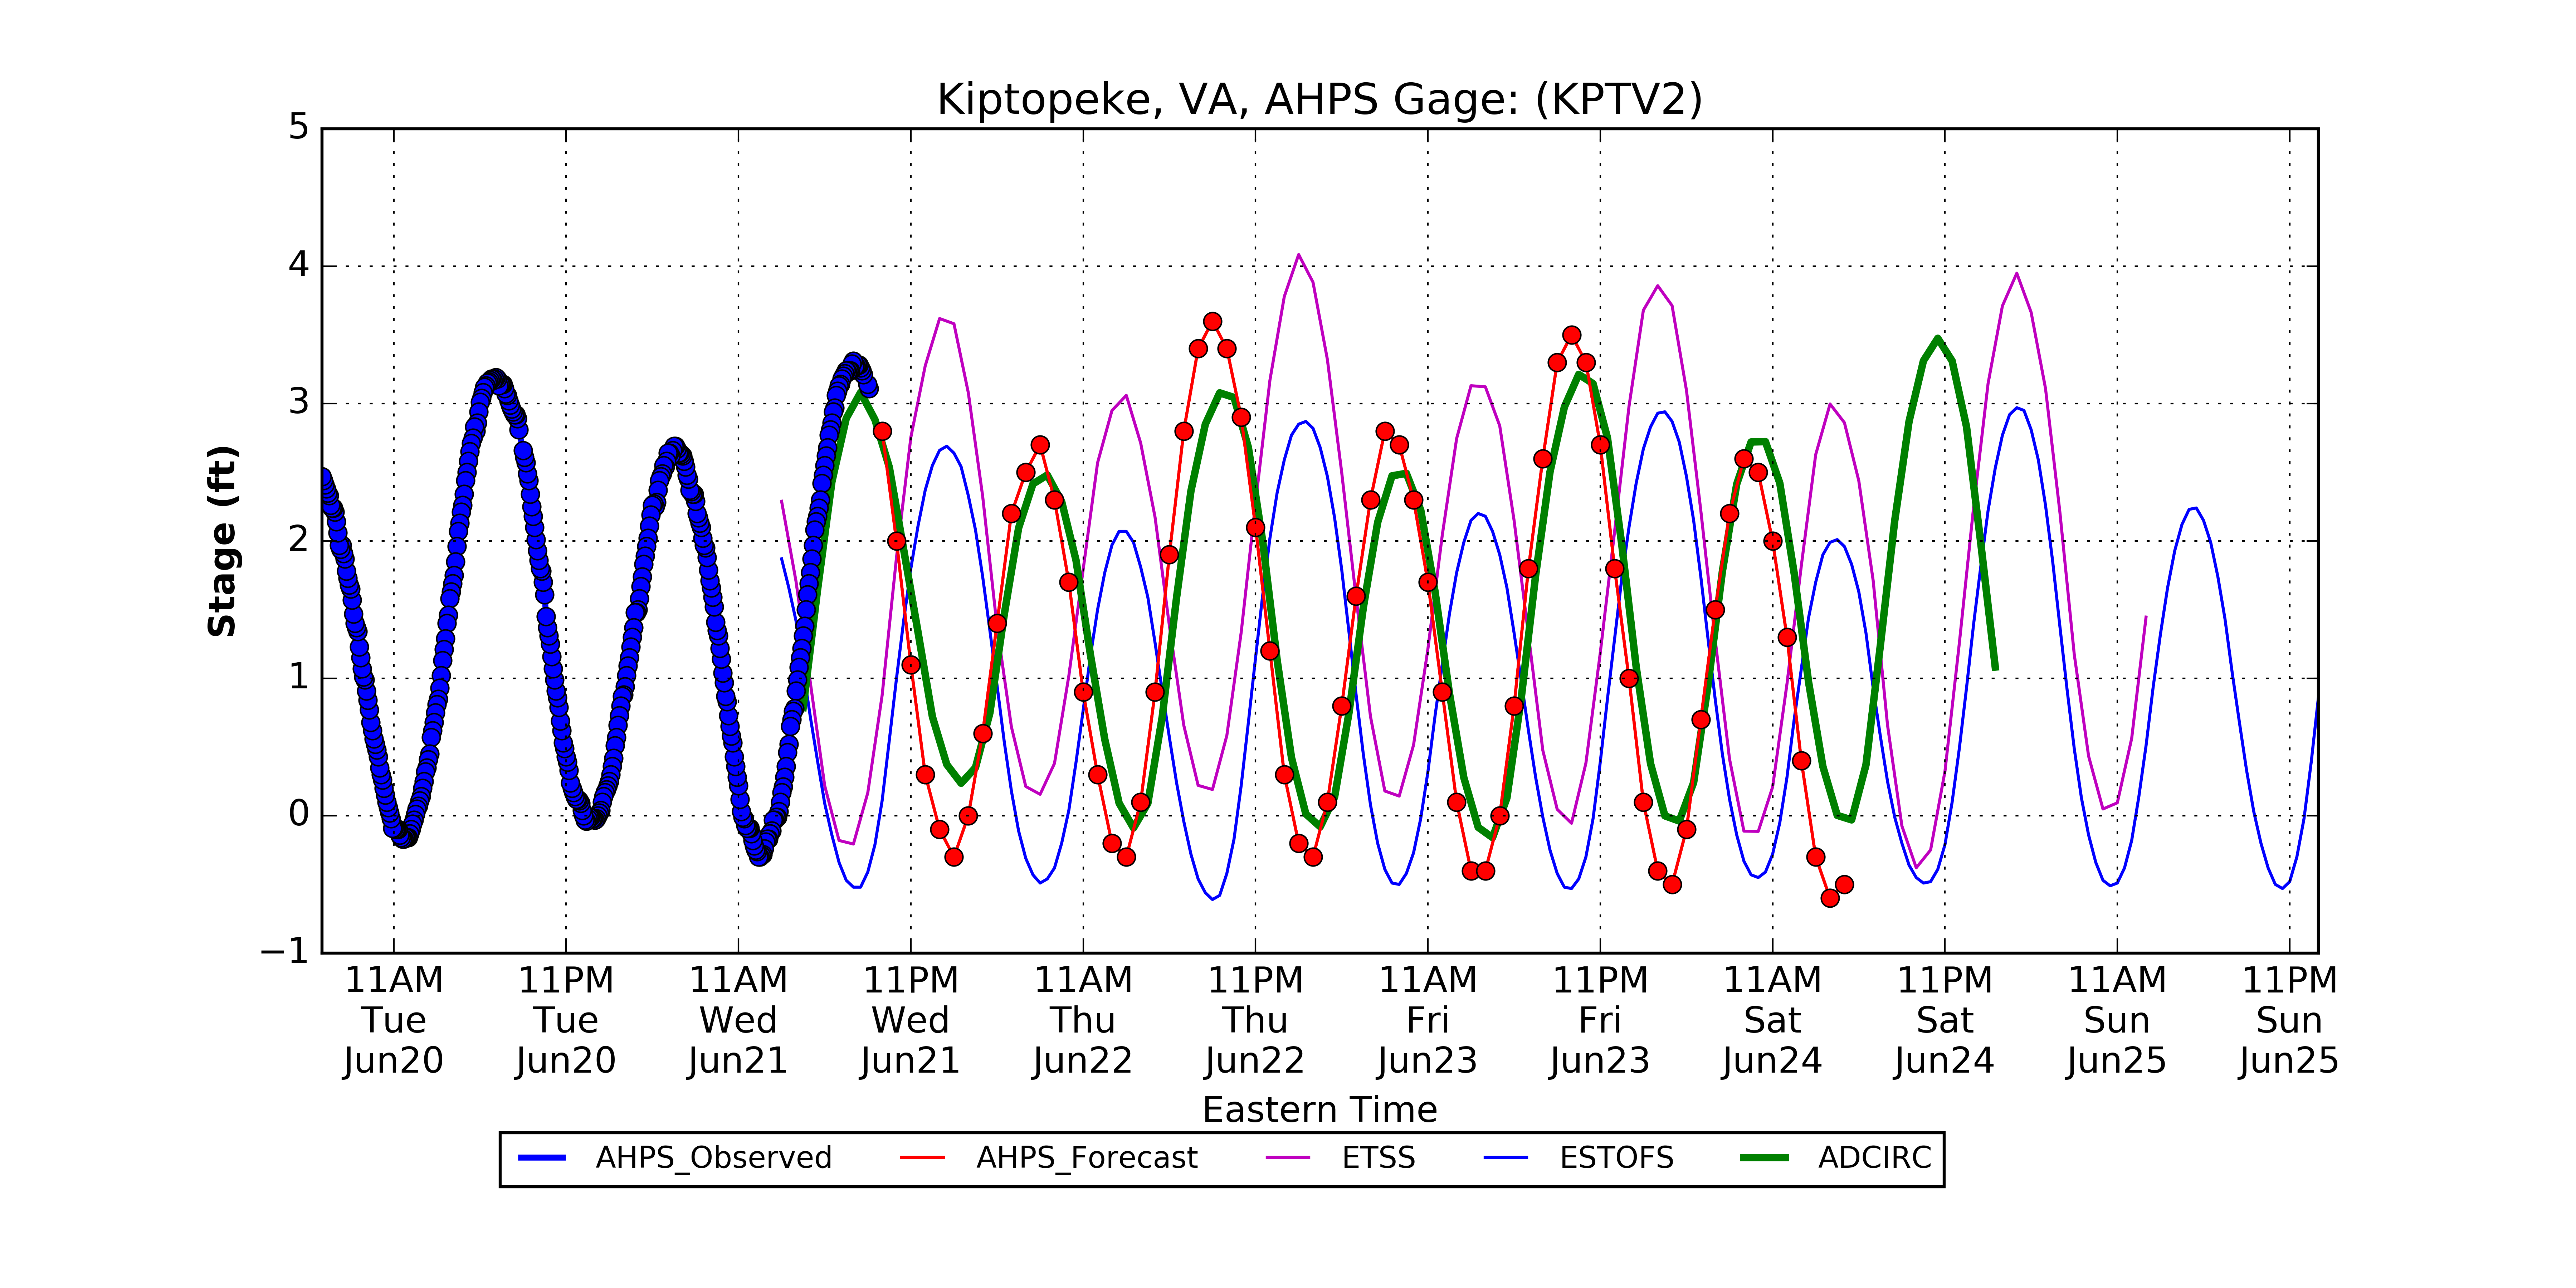 Kiptopeke, VA, AHPS Gage: (KPTV2)
5
4
3
2
1
0
−1
Stage (ft)
11AM 11PM 11AM 11PM 11AM 11PM 11AM 11PM 11AM 11PM 11AM 11PM
Tue Tue Wed Wed Thu Thu Fri Fri Sat Sat Sun Sun
Jun20 Jun20 Jun21 Jun21 Jun22 Jun22 Jun23 Jun23 Jun24 Jun24 Jun25 Jun25
Eastern Time
AHPS_Observed AHPS_Forecast ETSS ESTOFS ADCIRC